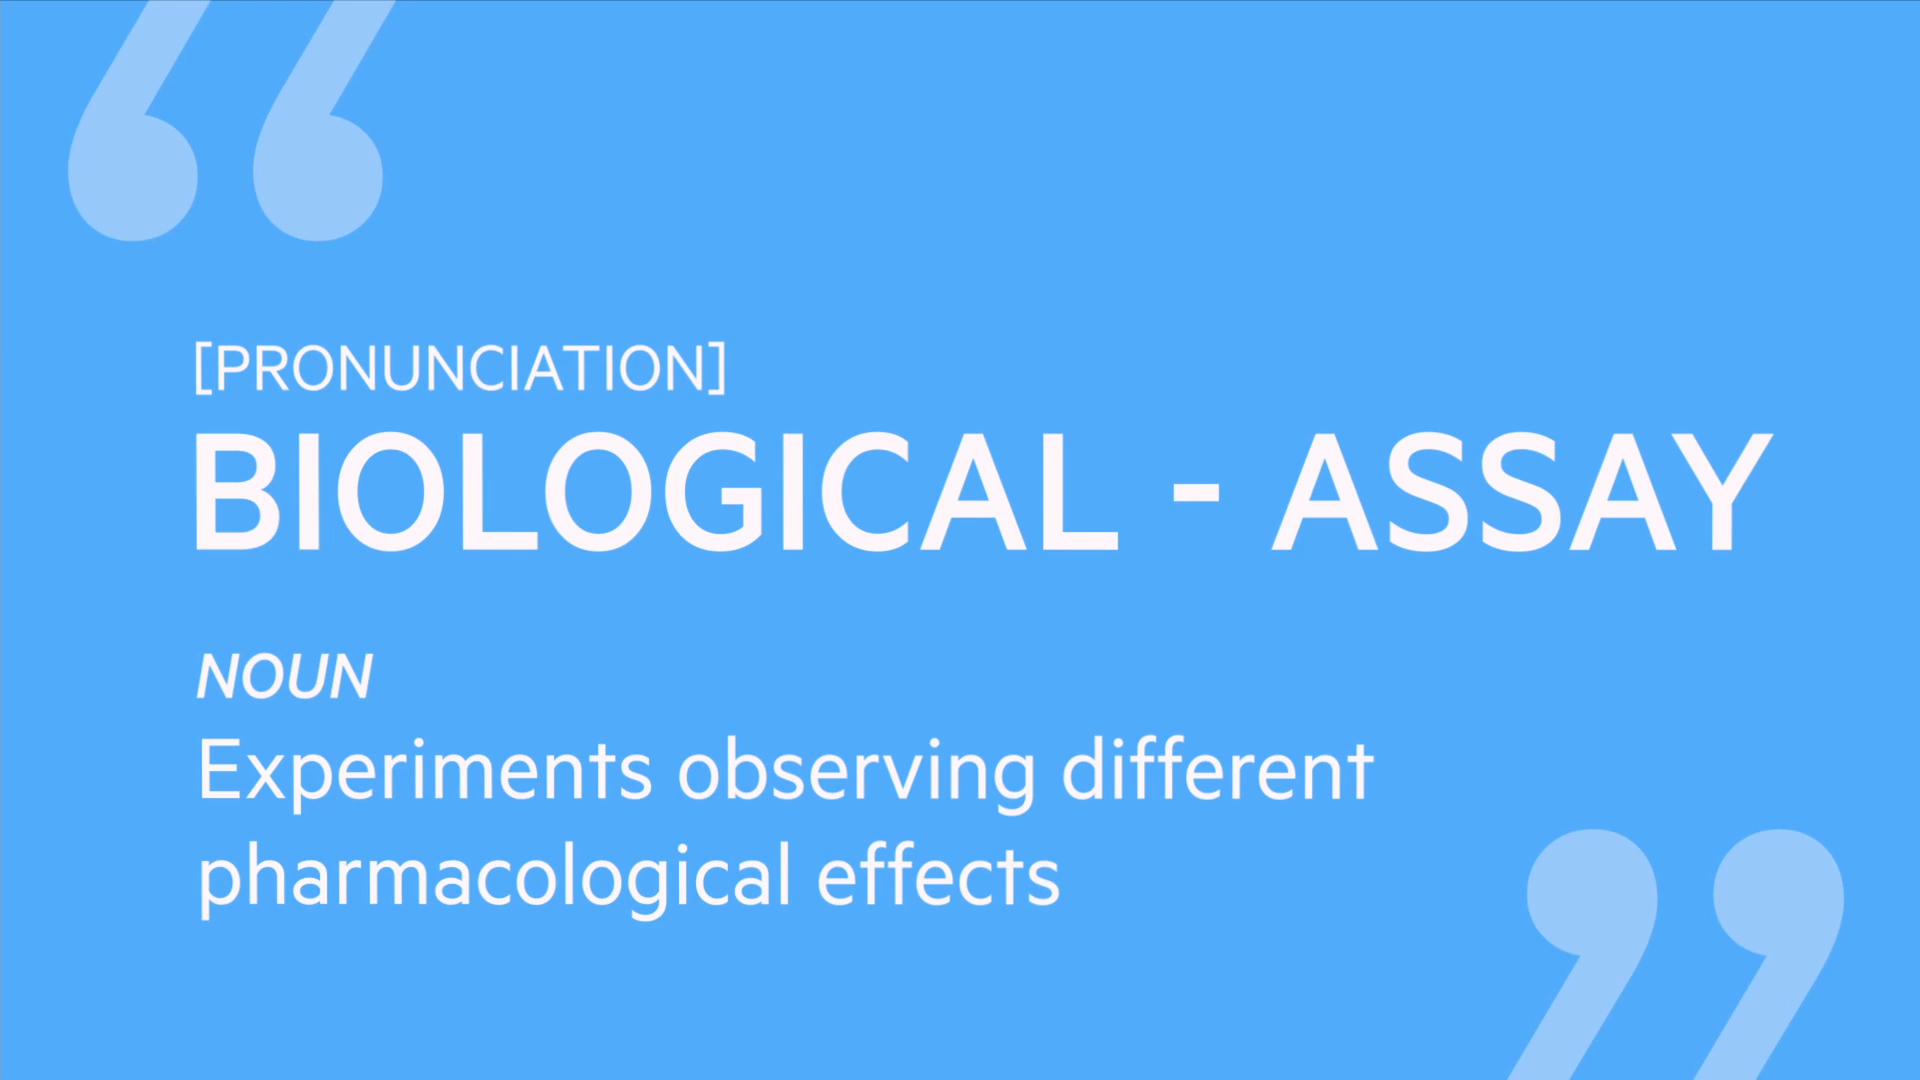 [PRONUNCIATION]
BIOLOGICAL - ASSAY
NOUN
Experiments observing different
pharmacological effects